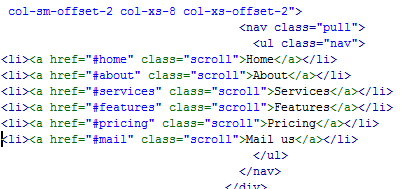 col-sm-offset-2 col-xs-8 col-xs-offset-2">
<nav class="pull">
<ul class="nav">
<li><a href="#home" class="scroll">Home</a></li>
<li><a href="#about" class="scroll">About</a></li>
<li><a href="#services" class="scroll">Services</a></li>
<li><a href="#features" class="scroll">Features</a></li>
<li><a href="#pricing" class="scroll">Pricing</a></li>
<li><a href="#mail" class="scroll">Mail us</a></li>
</ul>
</nav>
</div>